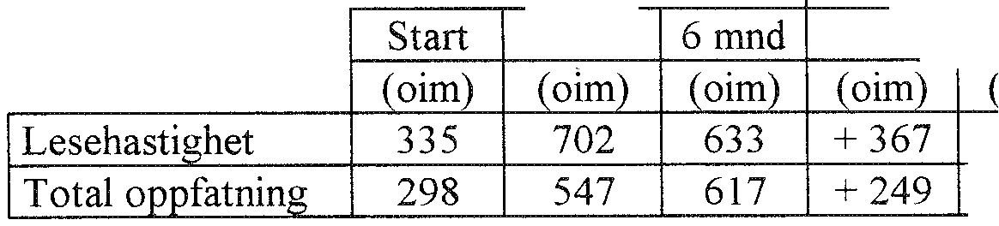 Start 6 mnd
(oim) (oim) (oim) (oim) (
Lesehastighet 335 702 633 + 367
Total oppfatning 298 547 617 + 249